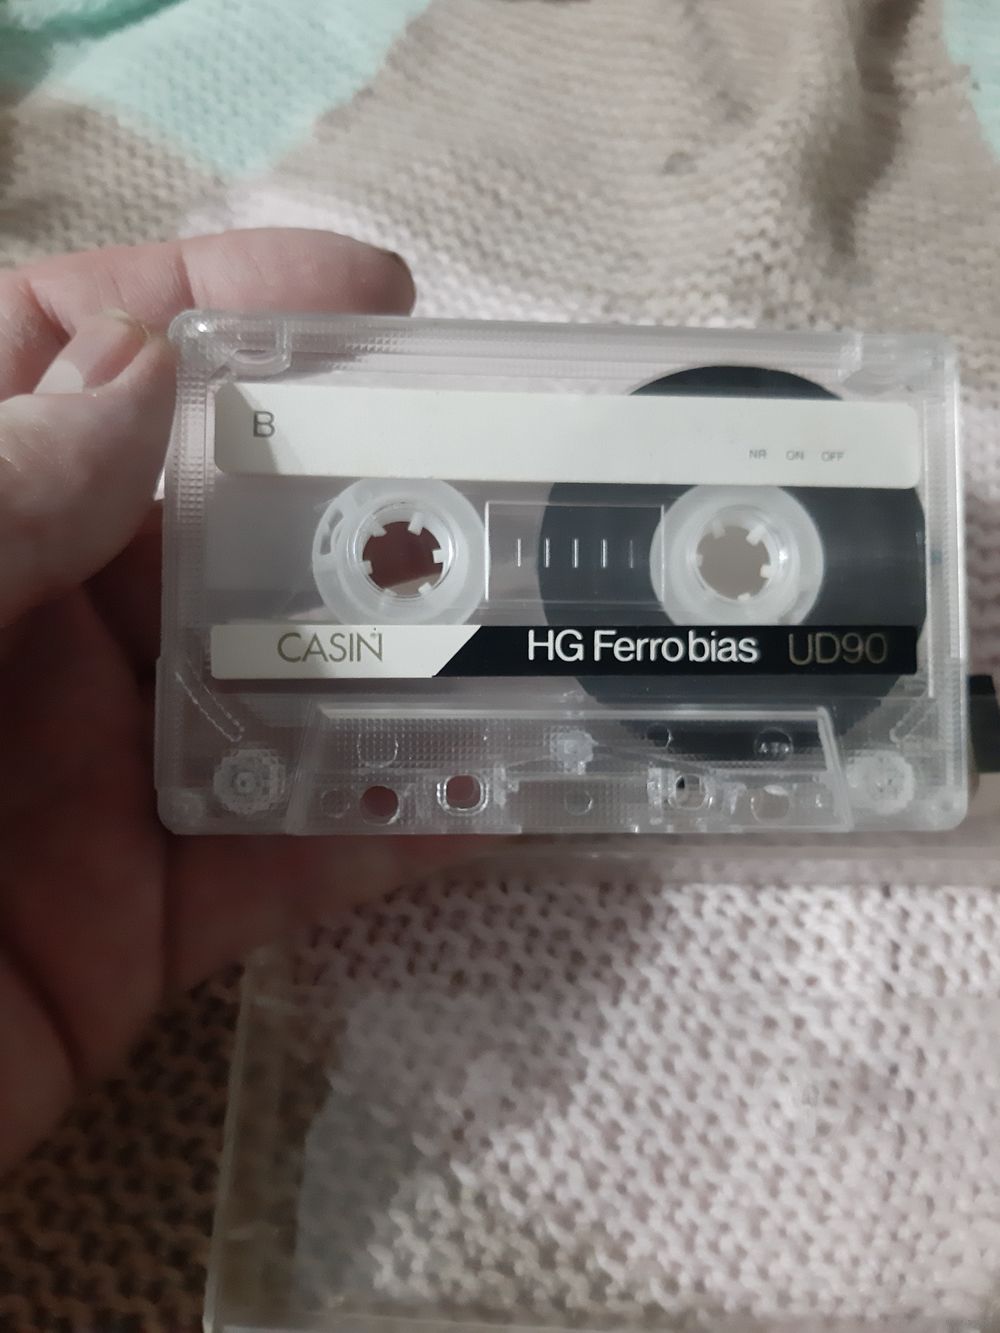 B
NR ON OFF
CASIN HG Ferrobias UD90